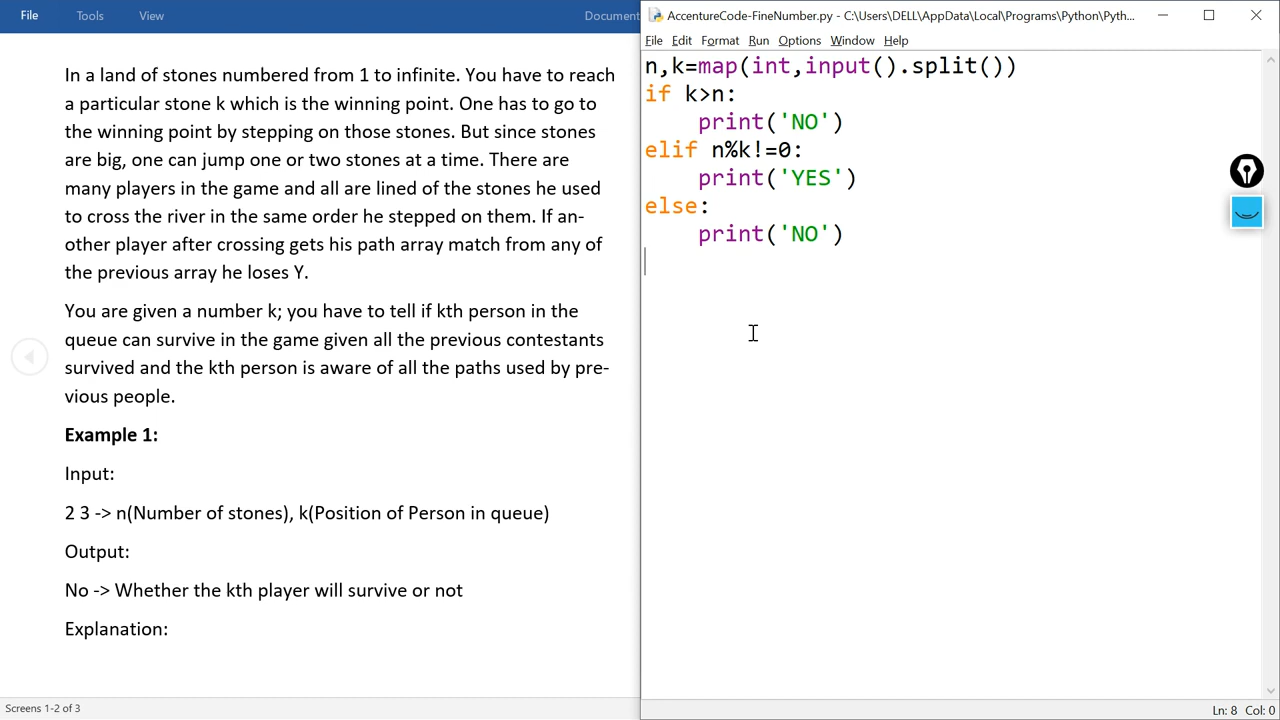 File
Tools
View
Document
In a land of stones numbered from 1 to infinite. You have to reach
a particular stone k which is the winning point. One has to go to
the winning point by stepping on those stones. But since stones
are big, one can jump one or two stones at a time. There are
many players in the game and all are lined of the stones he used
to cross the river in the same order he stepped on them. If an-
other player after crossing gets his path array match from any of
the previous array he loses Y.
You are given a number k; you have to tell if kth person in the
queue can survive in the game given all the previous contestants
survived and the kth person is aware of all the paths used by pre-
vious people.
Example 1:
Input:
2 3 -> n(Number of stones), k(Position of Person in queue)
Output:
No -> Whether the kth player will survive or not
Explanation:
Screens 1-2 of 3
AccentureCode-FineNumber.py - C:\Users\DELL\AppData\Local\Programs\Python\Pyth...
File Edit Format Run Options Window Help
n,k=map(int,input().split())
if k>n:
    print('NO')
elif n%k!=0:
    print('YES')
else:
    print('NO')
Ln: 8 Col: 0